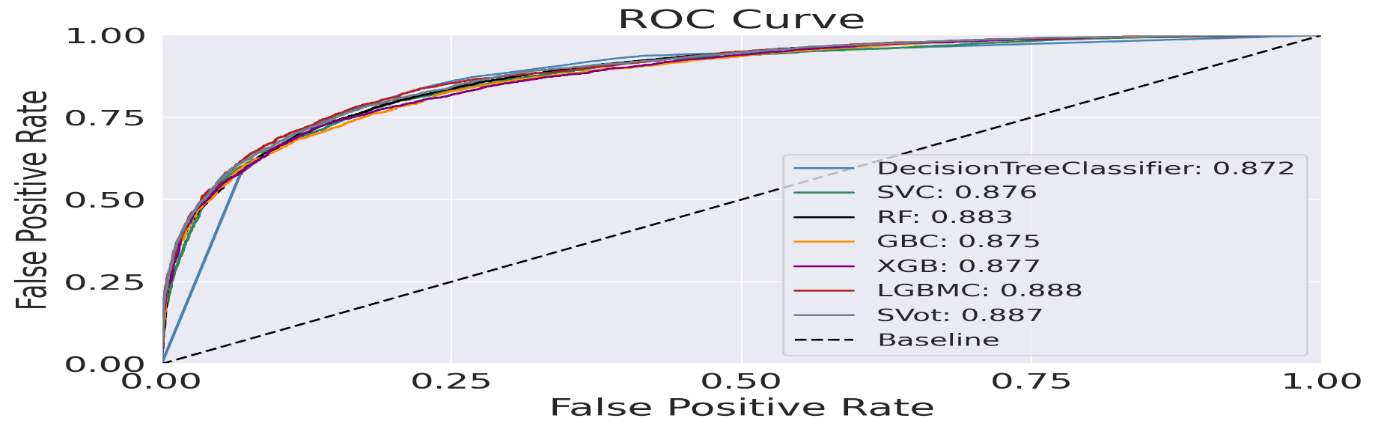 ROC Curve
False Positive Rate
1.00
0.75
0.50
0.25
0.00
DecisionTreeClassifier: 0.872
SVC: 0.876
RF: 0.883
GBC: 0.875
XGB: 0.877
LGBMC: 0.888
SVot: 0.887
Baseline
0.00 0.25 0.50 0.75 1.00
False Positive Rate